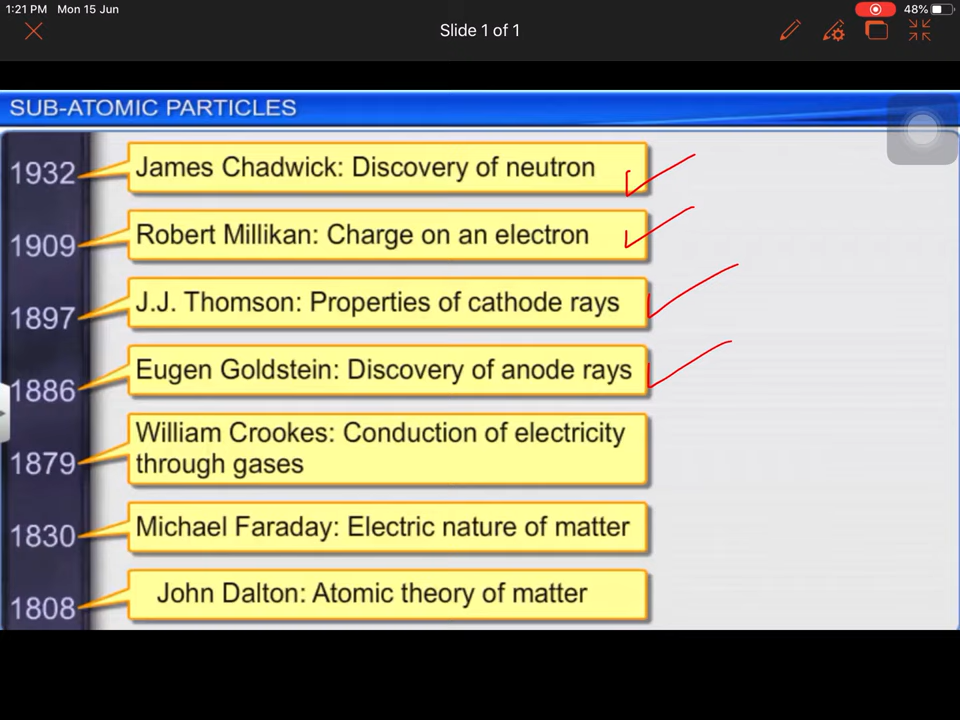 1:21 PM Mon 15 Jun
48%
Slide 1 of 1
SUB-ATOMIC PARTICLES
1932 James Chadwick: Discovery of neutron
1909 Robert Millikan: Charge on an electron
1897 J.J. Thomson: Properties of cathode rays
1886 Eugen Goldstein: Discovery of anode rays
1879 William Crookes: Conduction of electricity
through gases
1830 Michael Faraday: Electric nature of matter
1808 John Dalton: Atomic theory of matter